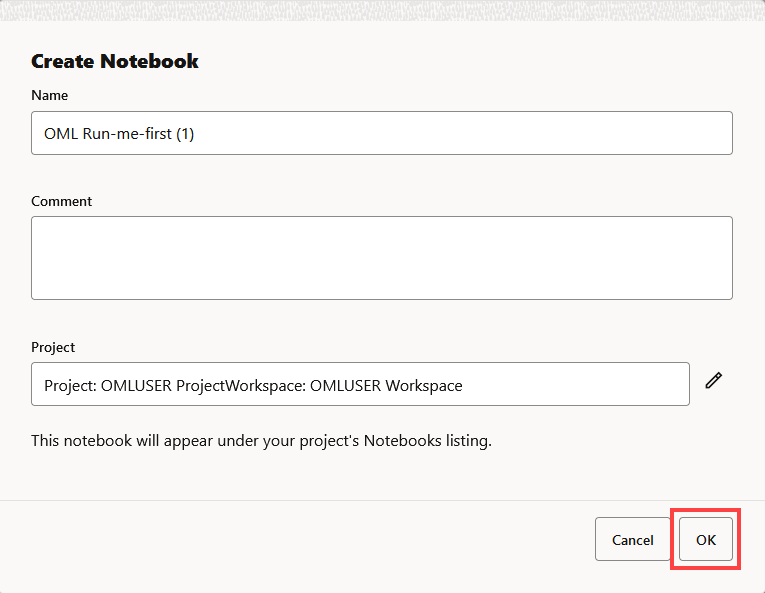 Create Notebook
Name
OML Run-me-first (1)
Comment
Project
Project: OMLUSER ProjectWorkspace: OMLUSER Workspace
This notebook will appear under your project's Notebooks listing.
Cancel
OK